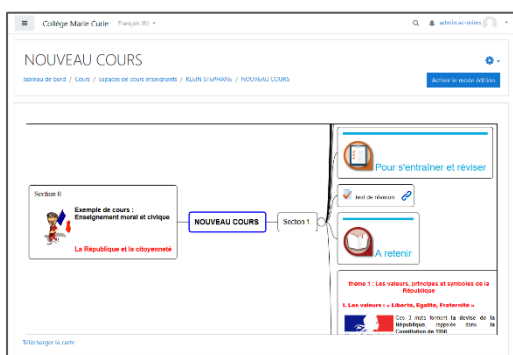 Collège Marie Curie Français (fr)
admin ac-reims
NOUVEAU COURS
Tableau de bord / Cours / Espaces de cours enseignants / KLEIN STEPHANE / NOUVEAU COURS
Activer le mode édition
Section 0
Exemple de cours :
Enseignement moral et civique
La République et la citoyenneté
NOUVEAU COURS
Section 1
Pour s'entraîner et réviser
test de révision
A retenir
thème 1 : Les valeurs, principes et symboles de la
République
I. Les valeurs : « Liberté, Egalité, Fraternité »
Ces 3 mots forment la devise de la
République, rappelée dans la
Constitution de 1958
Télécharger la carte